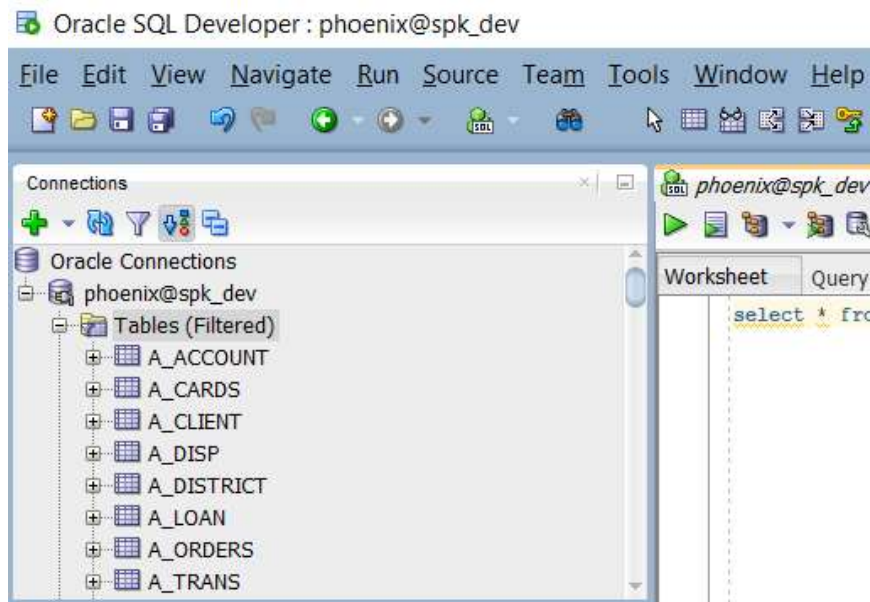 Oracle SQL Developer : phoenix@spk_dev
File Edit View Navigate Run Source Team Tools Window Help
SQL
Connections
phoenix@spk_dev
Oracle Connections
phoenix@spk_dev
Worksheet Query
Tables (Filtered)
select * fro
A_ACCOUNT
A_CARDS
A_CLIENT
A_DISP
A_DISTRICT
A_LOAN
A_ORDERS
A_TRANS